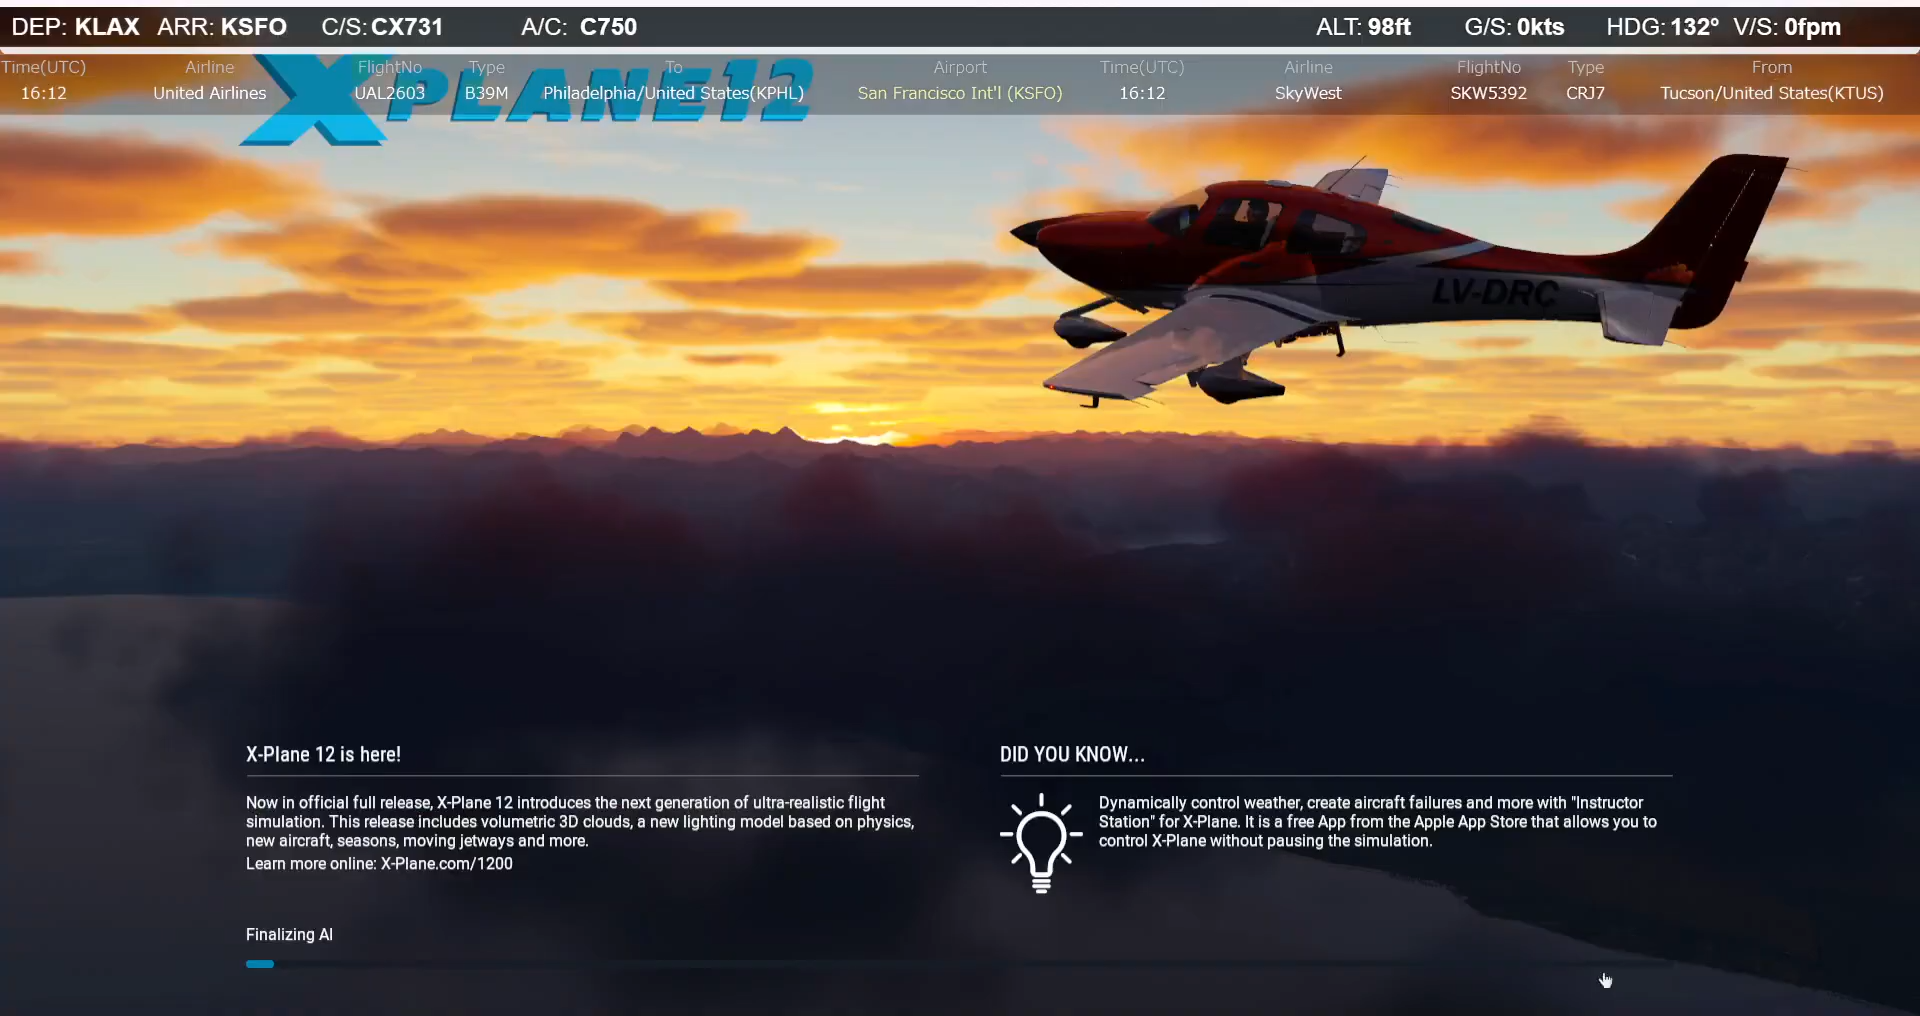 DEP: KLAX ARR: KSFO C/S: CX731 A/C: C750 ALT: 98ft G/S: 0kts HDG: 132° V/S: 0fpm
Time(UTC) Airline FlightNo Type To Airport Time(UTC) Airline FlightNo Type From
16:12 United Airlines UAL2603 B39M Philadelphia/United States(KPHL) San Francisco Int'l (KSFO) 16:12 SkyWest SKW5392 CRJ7 Tucson/United States(KTUS)
X PLANE 12
LV-DRC
X-Plane 12 is here!
Now in official full release, X-Plane 12 introduces the next generation of ultra-realistic flight
simulation. This release includes volumetric 3D clouds, a new lighting model based on physics,
new aircraft, seasons, moving jetways and more.
Learn more online: X-Plane.com/1200
DID YOU KNOW...
Dynamically control weather, create aircraft failures and more with "Instructor
Station" for X-Plane. It is a free App from the Apple App Store that allows you to
control X-Plane without pausing the simulation.
Finalizing AI